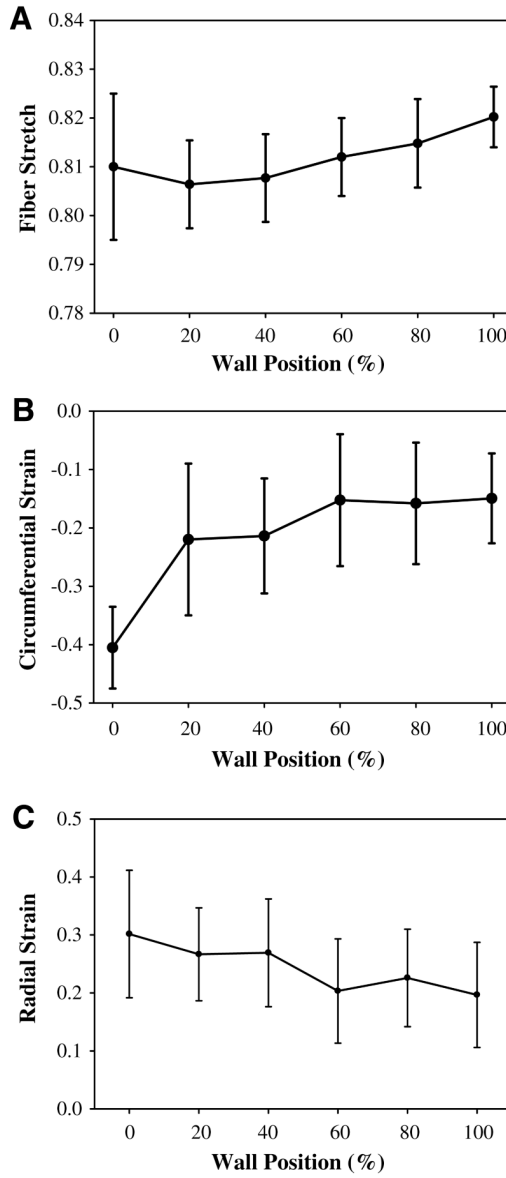 A
0.84
0.83
0.82
0.81
0.80
0.79
0.78
Fiber Stretch
0 20 40 60 80 100
Wall Position (%)
B
0.0
-0.1
-0.2
-0.3
-0.4
-0.5
Circumferential Strain
0 20 40 60 80 100
Wall Position (%)
C
0.5
0.4
0.3
0.2
0.1
0.0
Radial Strain
0 20 40 60 80 100
Wall Position (%)